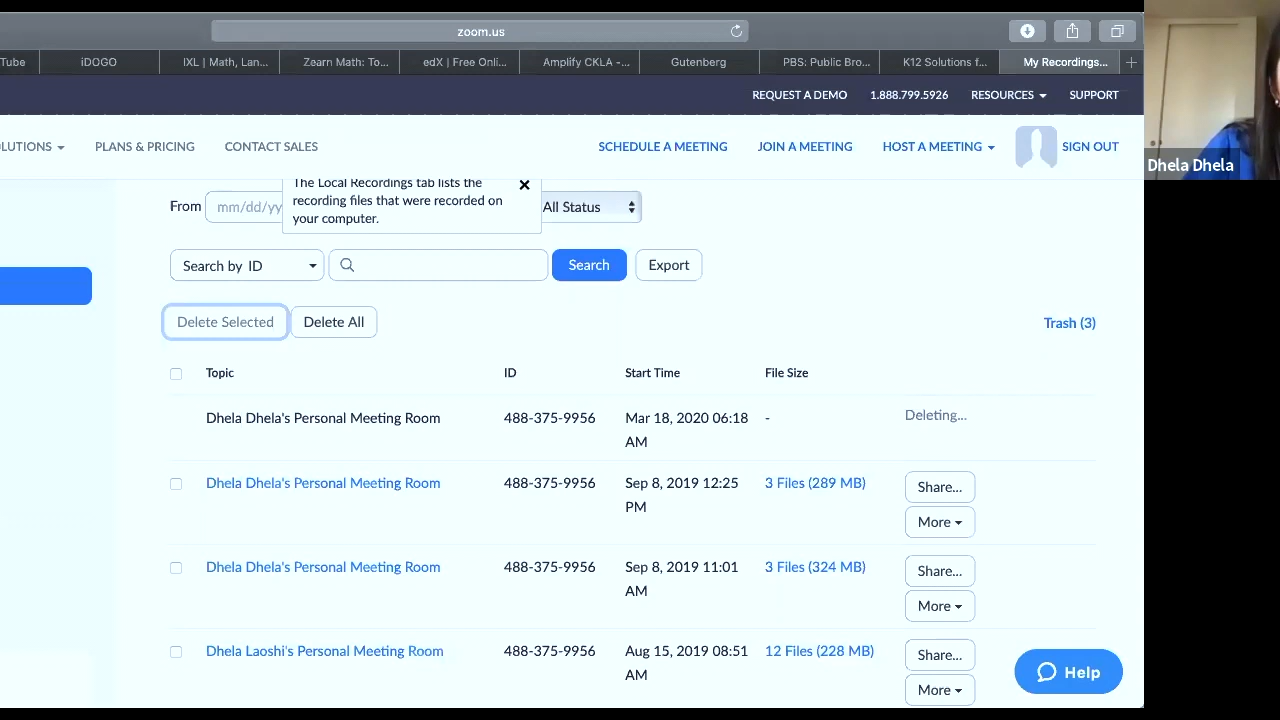 zoom.us
Tube
iDOGO
IXL | Math, Lan...
Zearn Math: To...
edX | Free Onli...
Amplify CKLA -...
Gutenberg
PBS: Public Bro...
K12 Solutions f...
My Recordings...
REQUEST A DEMO 1.888.799.5926 RESOURCES SUPPORT
LUTIONS PLANS & PRICING CONTACT SALES SCHEDULE A MEETING JOIN A MEETING HOST A MEETING SIGN OUT
Dhela Dhela
The Local Recordings tab lists the
recording files that were recorded on
your computer.
From mm/dd/yy All Status
Search by ID Search Export
Delete Selected Delete All Trash (3)
Topic ID Start Time File Size
Dhela Dhela's Personal Meeting Room 488-375-9956 Mar 18, 2020 06:18 - Deleting...
AM
Dhela Dhela's Personal Meeting Room 488-375-9956 Sep 8, 2019 12:25 3 Files (289 MB) Share...
PM
More
Dhela Dhela's Personal Meeting Room 488-375-9956 Sep 8, 2019 11:01 3 Files (324 MB) Share...
AM
More
Dhela Laoshi's Personal Meeting Room 488-375-9956 Aug 15, 2019 08:51 12 Files (228 MB) Share...
AM
More
Help